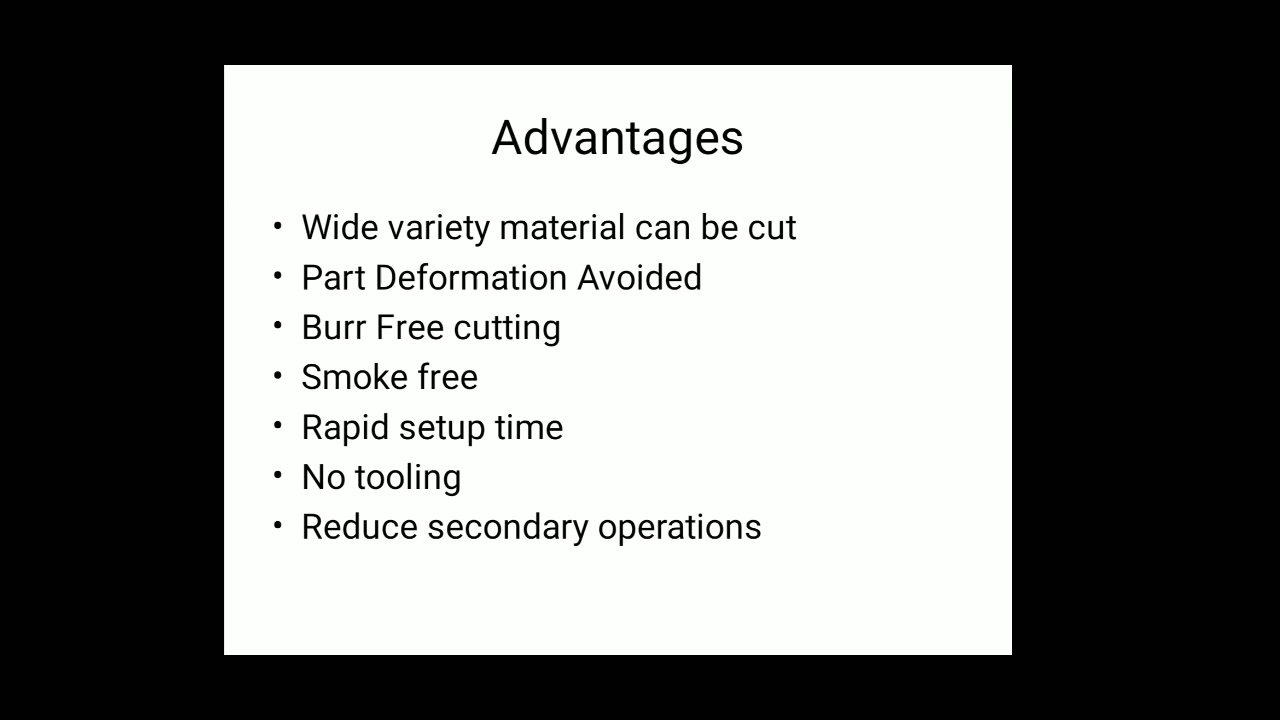 Advantages
• Wide variety material can be cut
• Part Deformation Avoided
• Burr Free cutting
• Smoke free
• Rapid setup time
• No tooling
• Reduce secondary operations